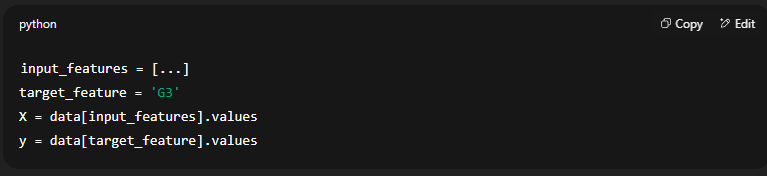 python
Copy
Edit
input_features = [...]
target_feature = 'G3'
X = data[input_features].values
y = data[target_feature].values